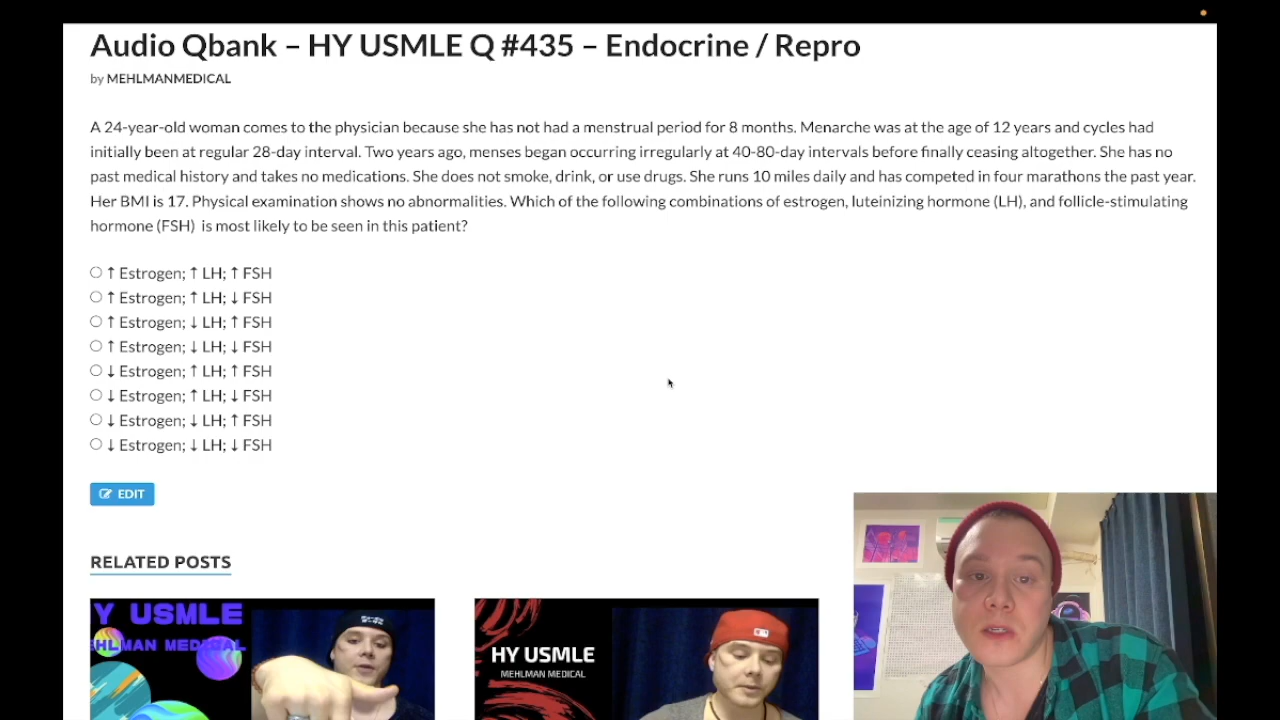 Audio Qbank – HY USMLE Q #435 – Endocrine / Repro
by MEHLMANMEDICAL
A 24-year-old woman comes to the physician because she has not had a menstrual period for 8 months. Menarche was at the age of 12 years and cycles had
initially been at regular 28-day interval. Two years ago, menses began occurring irregularly at 40-80-day intervals before finally ceasing altogether. She has no
past medical history and takes no medications. She does not smoke, drink, or use drugs. She runs 10 miles daily and has competed in four marathons the past year.
Her BMI is 17. Physical examination shows no abnormalities. Which of the following combinations of estrogen, luteinizing hormone (LH), and follicle-stimulating
hormone (FSH) is most likely to be seen in this patient?
↑ Estrogen; ↑ LH; ↑ FSH
↑ Estrogen; ↑ LH; ↓ FSH
↑ Estrogen; ↓ LH; ↑ FSH
↑ Estrogen; ↓ LH; ↓ FSH
↓ Estrogen; ↑ LH; ↑ FSH
↓ Estrogen; ↑ LH; ↓ FSH
↓ Estrogen; ↓ LH; ↑ FSH
↓ Estrogen; ↓ LH; ↓ FSH
EDIT
RELATED POSTS
Y USMLE
EHLMAN MEDICAL
HY USMLE
MEHLMAN MEDICAL